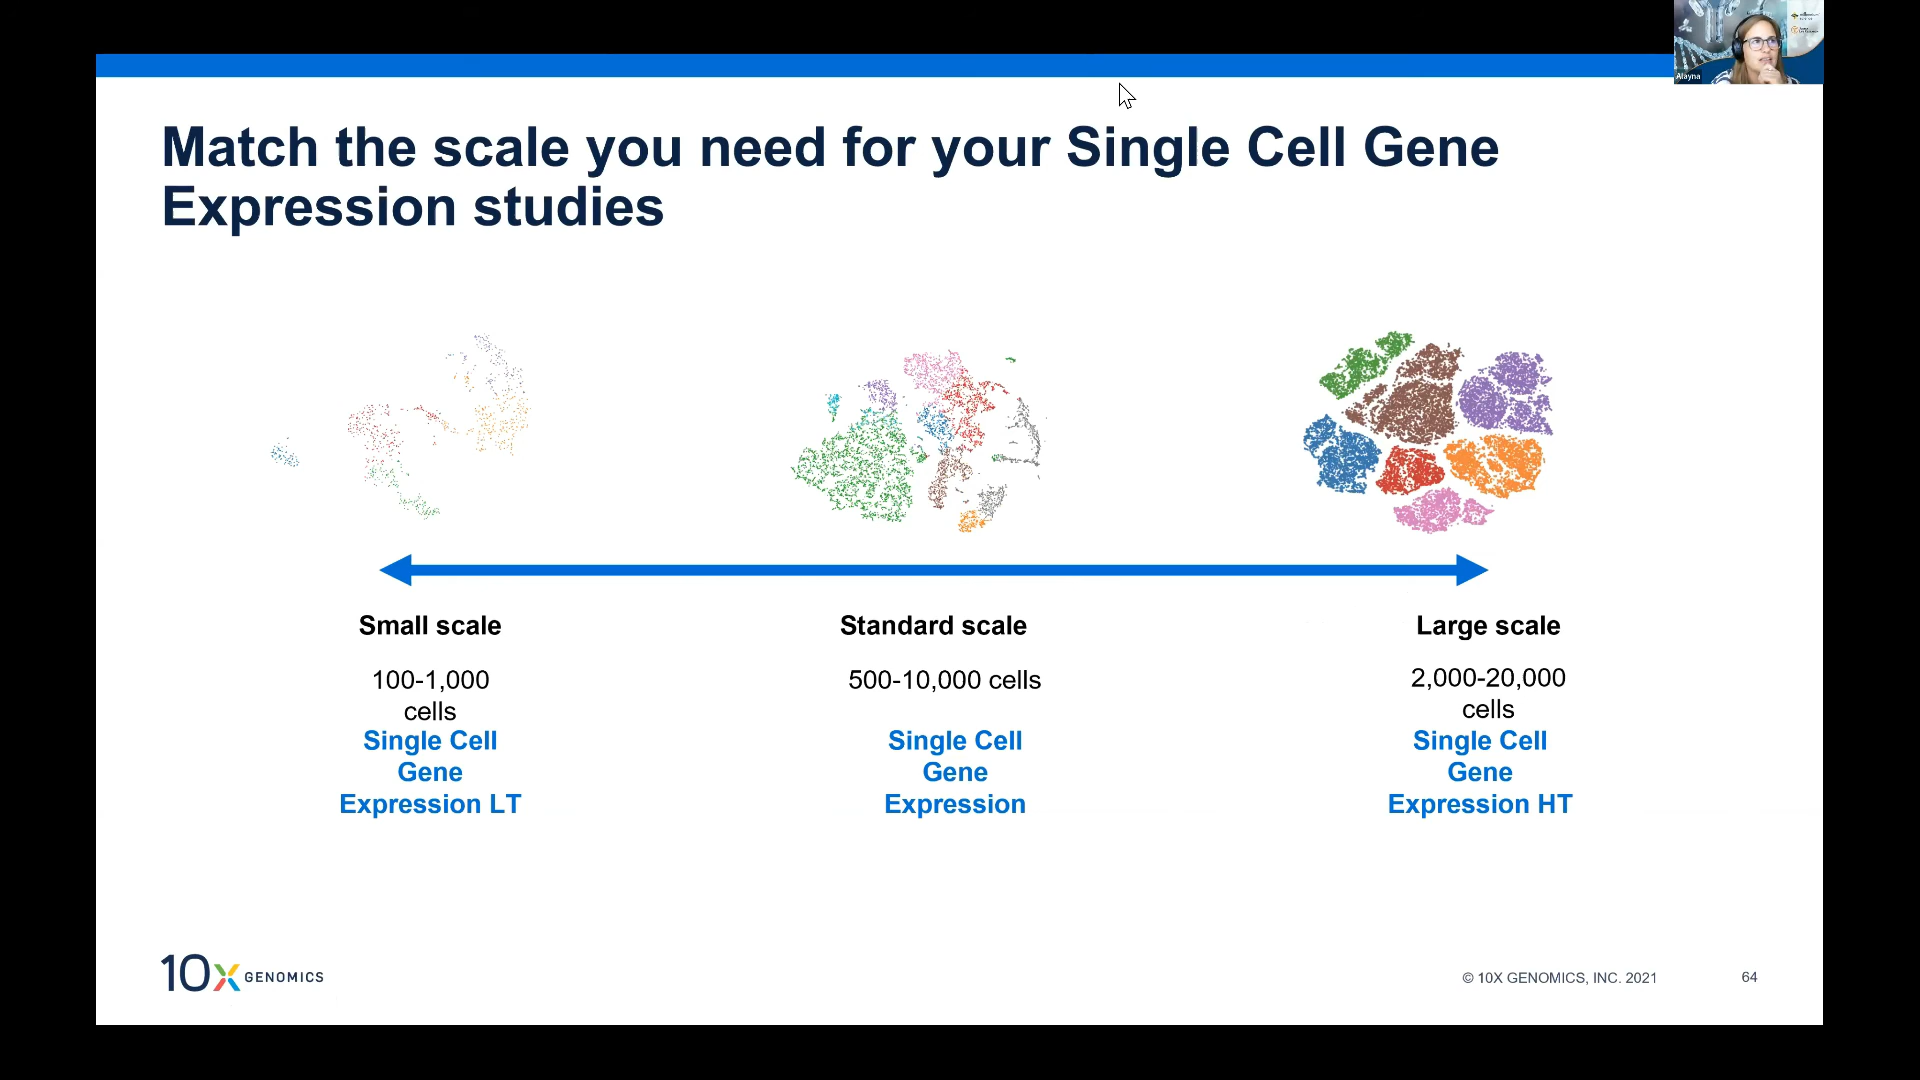 Alayna
Match the scale you need for your Single Cell Gene
Expression studies
Small scale
100-1,000
cells
Single Cell
Gene
Expression LT
Standard scale
500-10,000 cells
Single Cell
Gene
Expression
Large scale
2,000-20,000
cells
Single Cell
Gene
Expression HT
10x GENOMICS
© 10X GENOMICS, INC. 2021
64